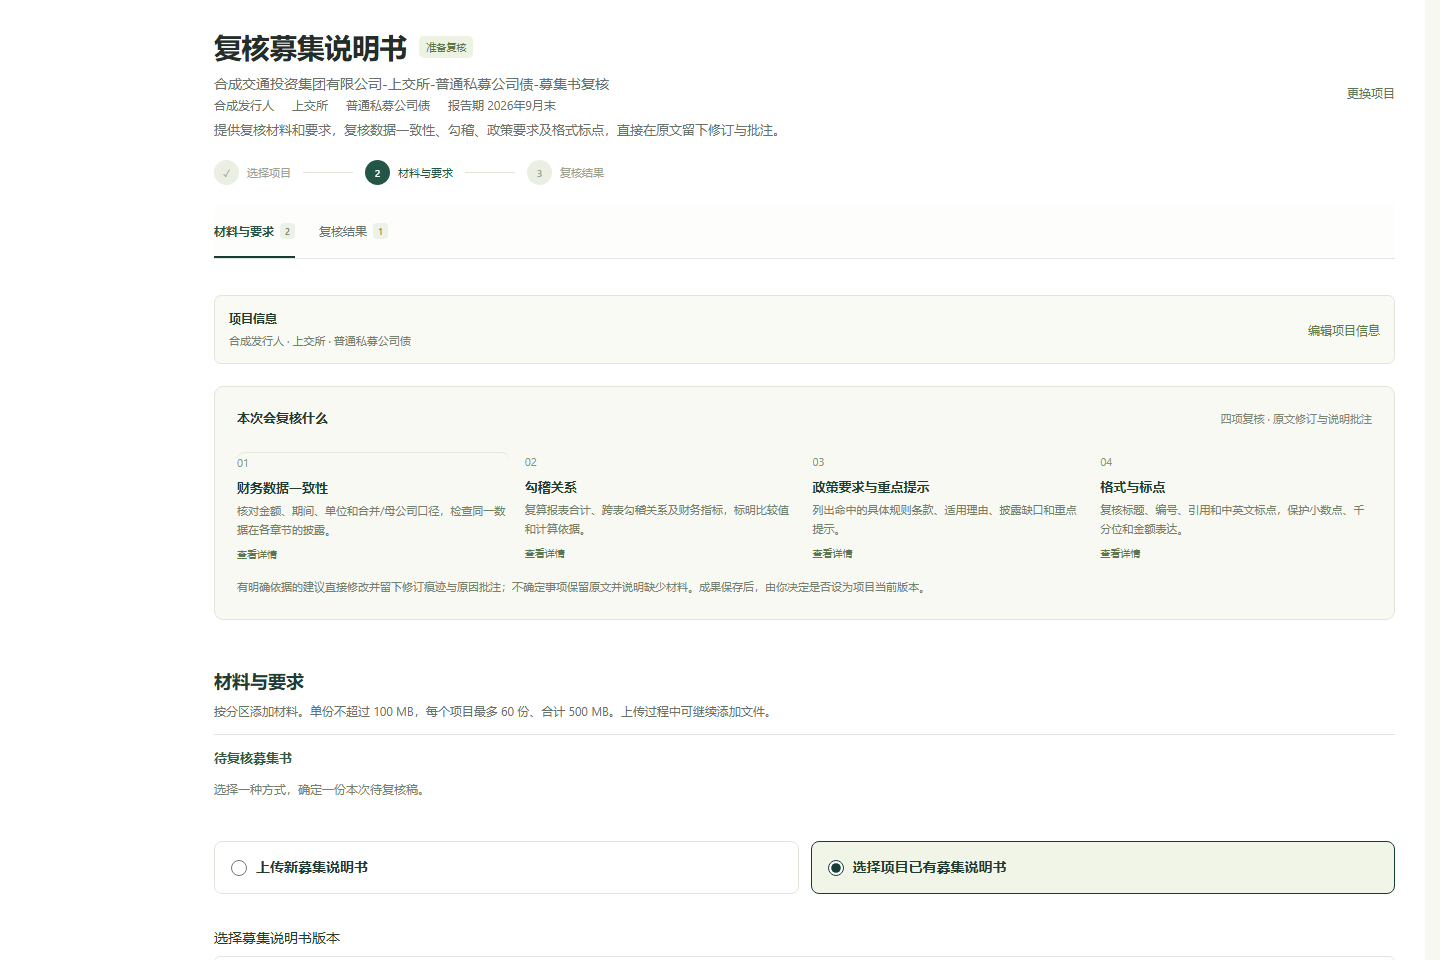 复核募集说明书 准备复核
合成交通投资集团有限公司-上交所-普通私募公司债-募集书复核
更换项目
合成发行人 上交所 普通私募公司债 报告期 2026年9月末
提供复核材料和要求，复核数据一致性、勾稽、政策要求及格式标点，直接在原文留下修订与批注。
✓ 选择项目 2 材料与要求 3 复核结果
材料与要求 2 复核结果 1
项目信息
合成发行人 · 上交所 · 普通私募公司债
编辑项目信息
本次会复核什么
四项复核 · 原文修订与说明批注
01
财务数据一致性
核对金额、期间、单位和合并/母公司口径，检查同一数
据在各章节的披露。
查看详情
02
勾稽关系
复算报表合计、跨表勾稽关系及财务指标，标明比较值
和计算依据。
查看详情
03
政策要求与重点提示
列出命中的具体规则条款、适用理由、披露缺口和重点
提示。
查看详情
04
格式与标点
复核标题、编号、引用和中英文标点，保护小数点、千
分位和金额表达。
查看详情
有明确依据的建议直接修改并留下修订痕迹与原因批注；不确定事项保留原文并说明缺少材料。成果保存后，由你决定是否设为项目当前版本。
材料与要求
按分区添加材料。单份不超过 100 MB，每个项目最多 60 份、合计 500 MB。上传过程中可继续添加文件。
待复核募集书
选择一种方式，确定一份本次待复核稿。
上传新募集说明书
选择项目已有募集说明书
选择募集说明书版本